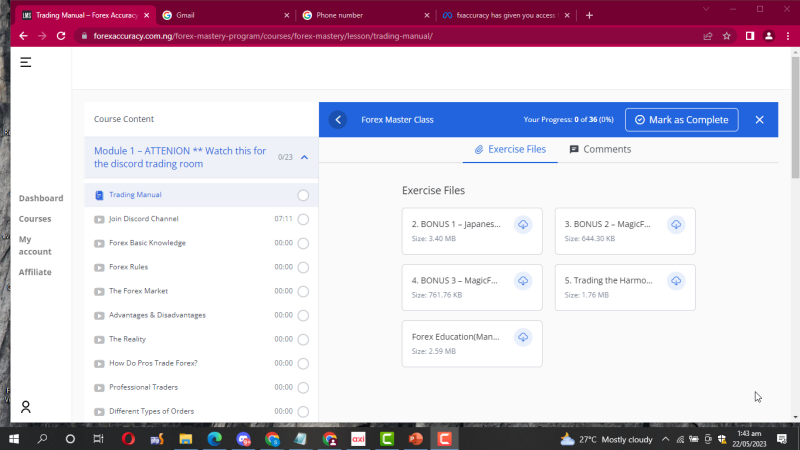 LMS Trading Manual – Forex Accuracy
Gmail
Phone number
fxaccuracy has given you access
forexaccuracy.com.ng/forex-mastery-program/courses/forex-mastery/lesson/trading-manual/
Dashboard
Courses
My
account
Affiliate
Course Content
Module 1 – ATTENION ** Watch this for
the discord trading room
0/23
Trading Manual
Join Discord Channel 07:11
Forex Basic Knowledge 00:00
Forex Rules 00:00
The Forex Market 00:00
Advantages & Disadvantages 00:00
The Reality 00:00
How Do Pros Trade Forex? 00:00
Professional Traders 00:00
Different Types of Orders 00:00
Forex Master Class
Your Progress: 0 of 36 (0%)
Mark as Complete
Exercise Files
Comments
Exercise Files
2. BONUS 1 – Japanes...
Size: 3.40 MB
3. BONUS 2 – MagicF...
Size: 644.30 KB
4. BONUS 3 – MagicF...
Size: 761.76 KB
5. Trading the Harmo...
Size: 1.76 MB
Forex Education(Man...
Size: 2.59 MB
axi
27°C Mostly cloudy
1:43 am
22/05/2023